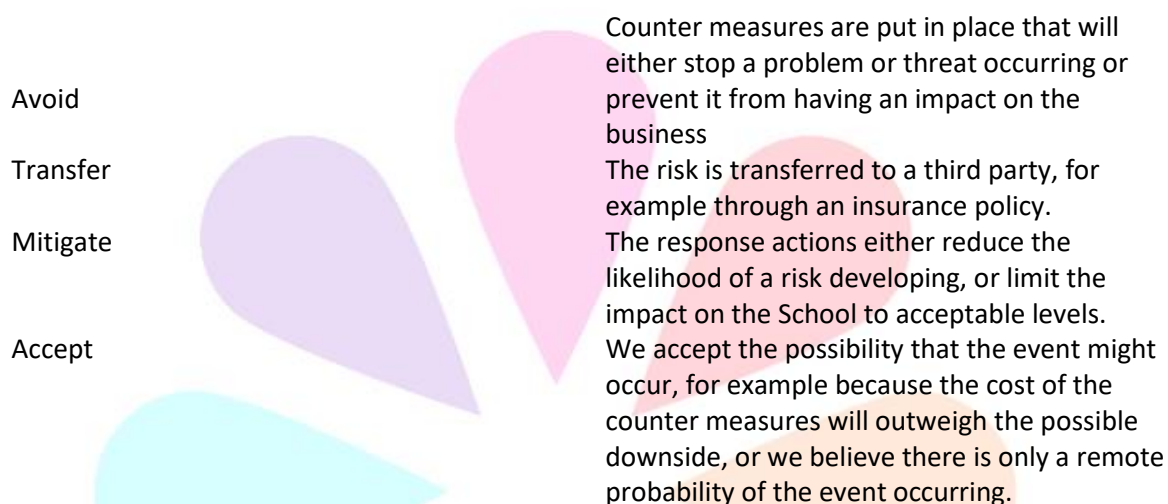 Counter measures are put in place that will
either stop a problem or threat occurring or
Avoid prevent it from having an impact on the
business
Transfer The risk is transferred to a third party, for
example through an insurance policy.
Mitigate The response actions either reduce the
likelihood of a risk developing, or limit the
impact on the School to acceptable levels.
Accept We accept the possibility that the event might
occur, for example because the cost of the
counter measures will outweigh the possible
downside, or we believe there is only a remote
probability of the event occurring.